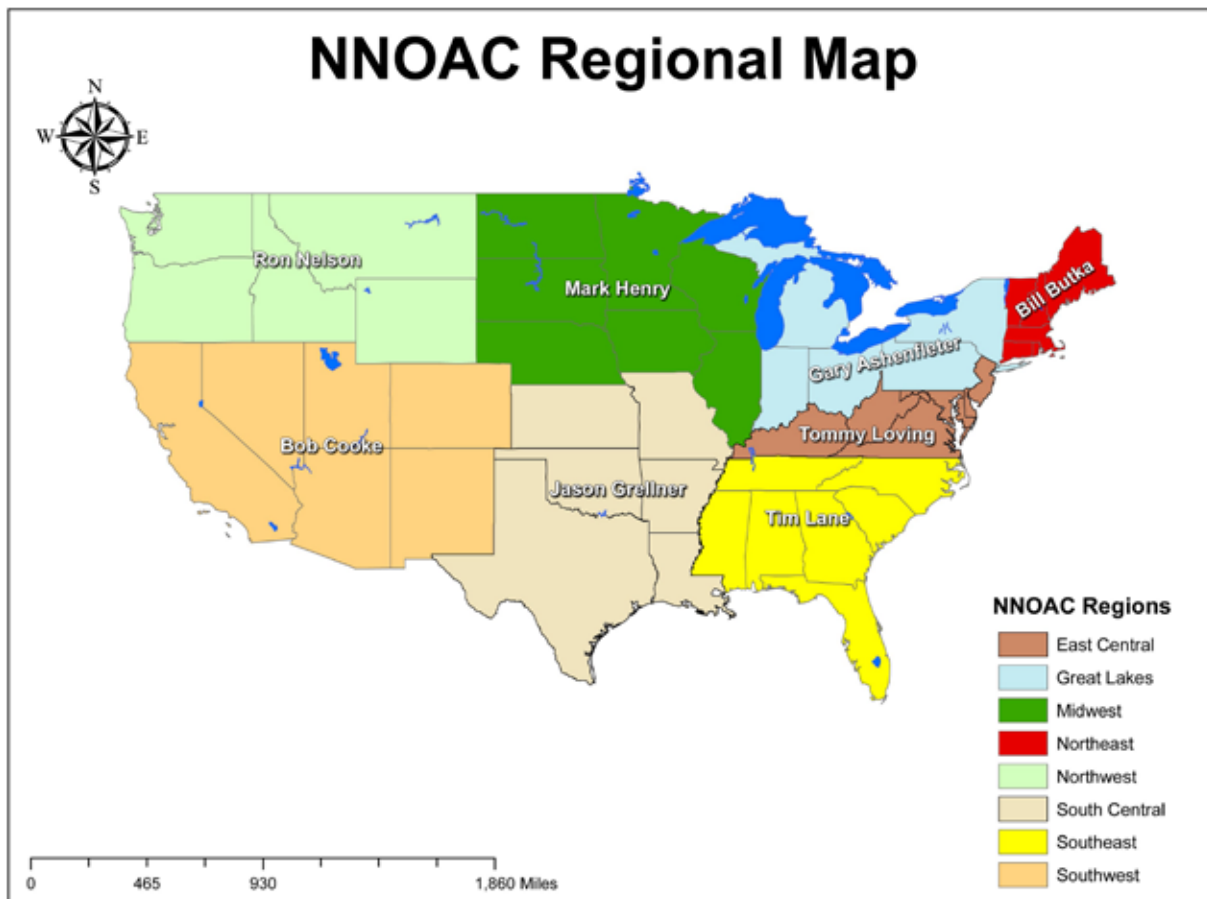 NNOAC Regional Map
N
W E
S
Ron Nelson
Mark Henry
Bill Butka
Gary Ashenfleter
Tommy Loving
Bob Cooke
Jason Grellner
Tim Lane
NNOAC Regions
East Central
Great Lakes
Midwest
Northeast
Northwest
South Central
Southeast
Southwest
0 465 930 1,860 Miles